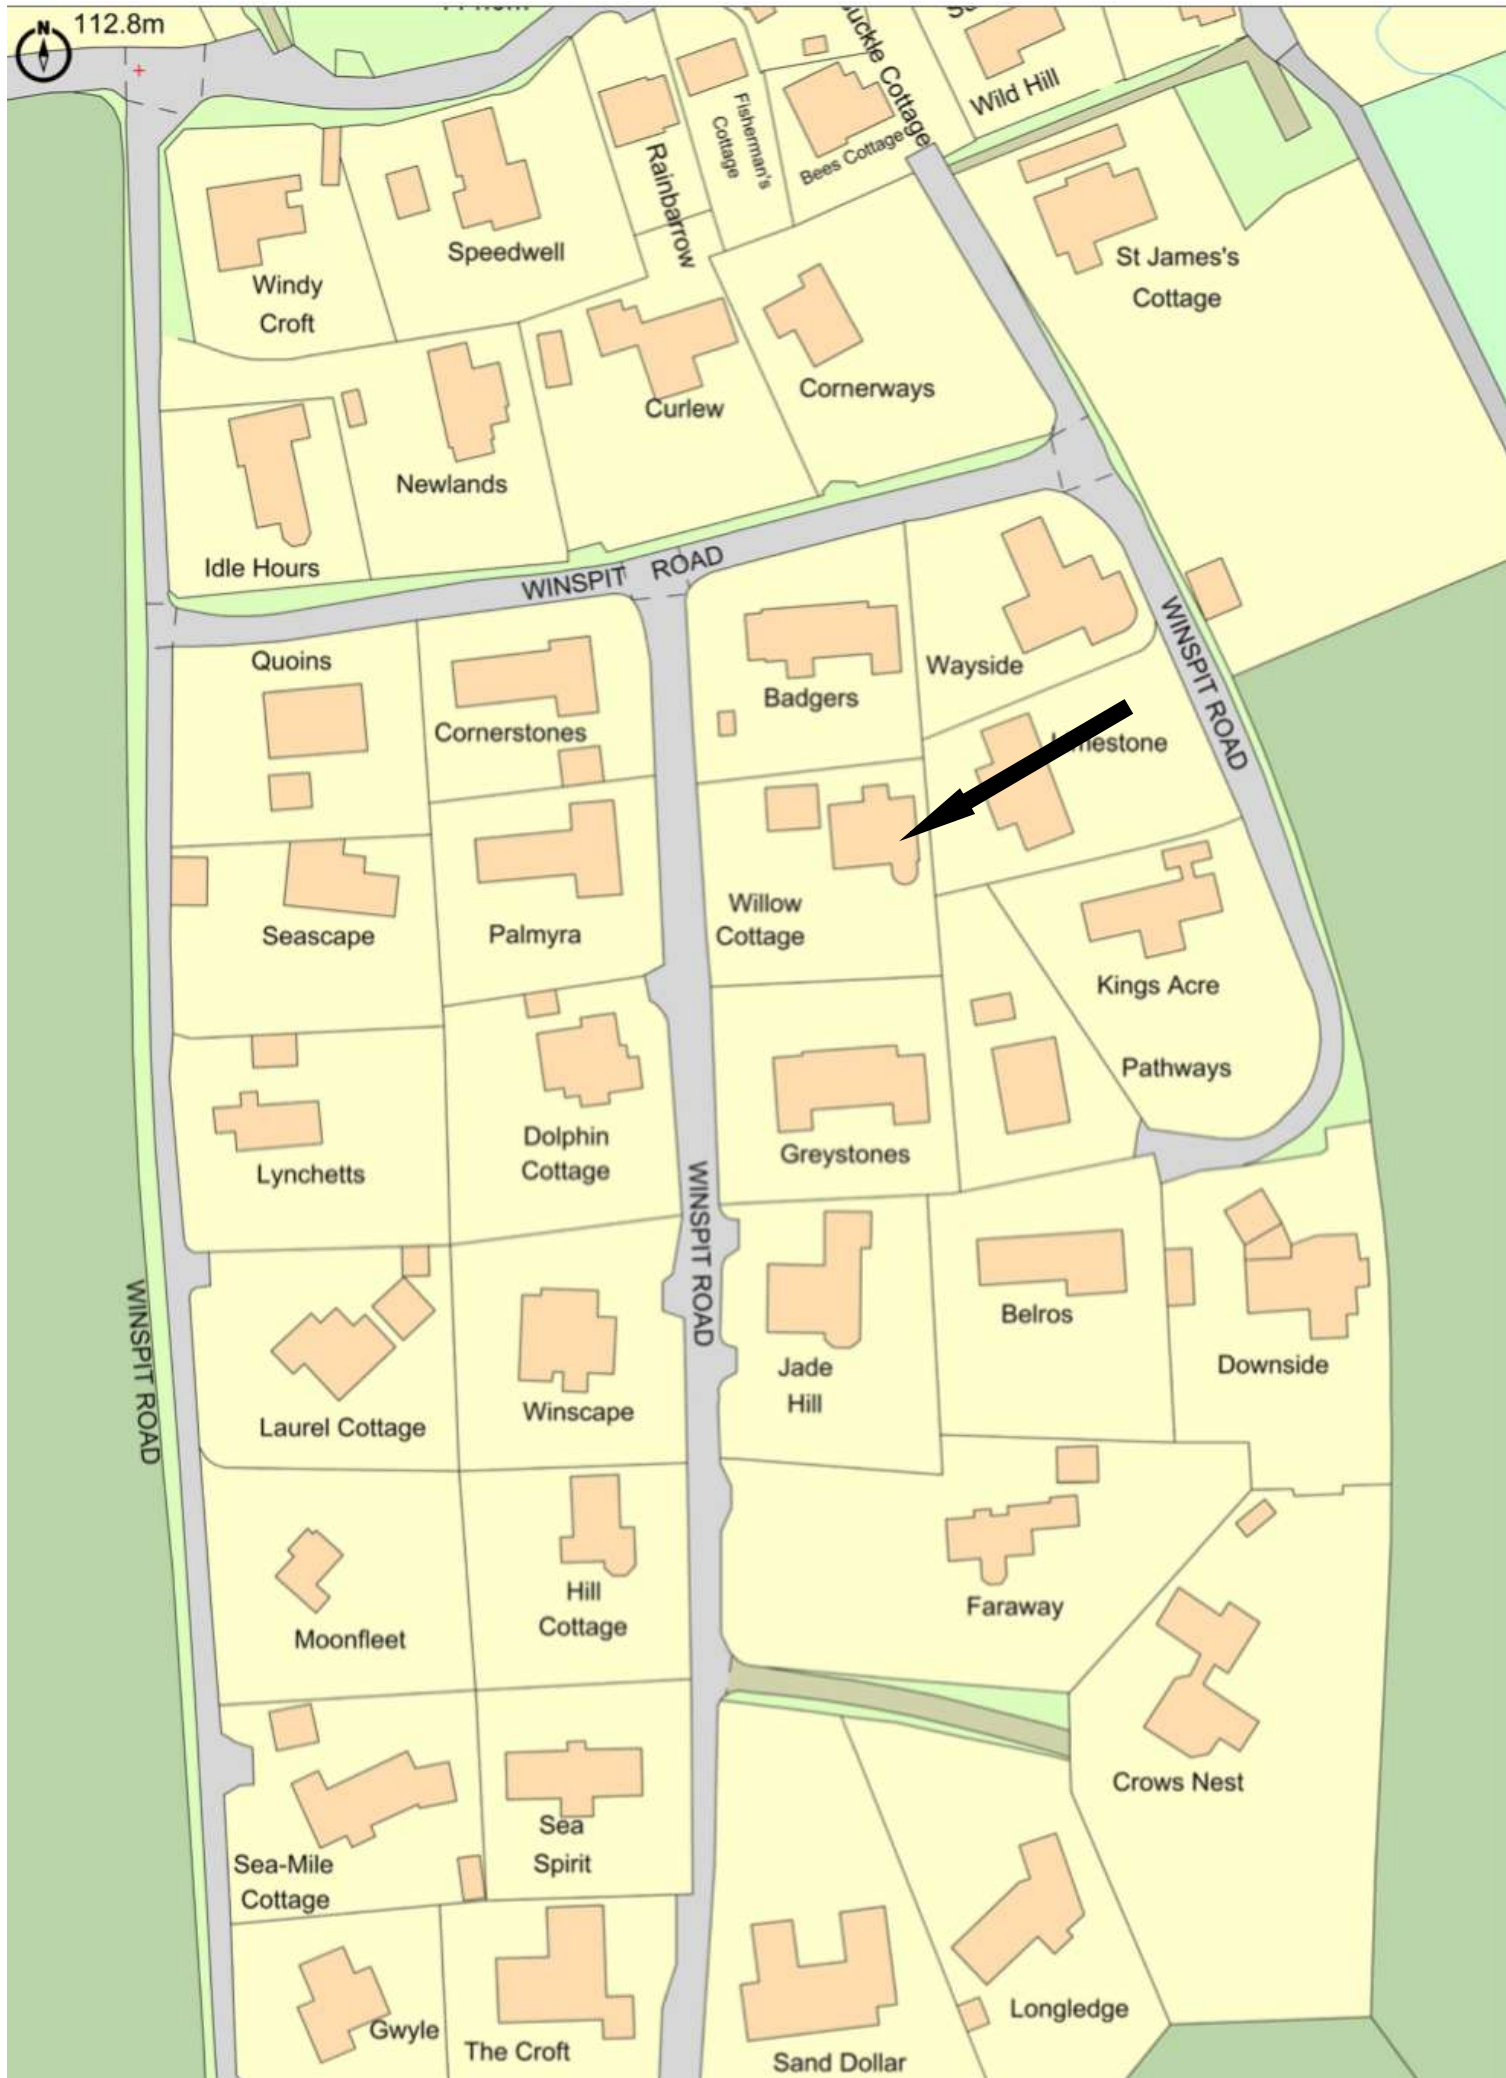 N
112.8m
Wild Hill
Fisherman's
Cottage
Bees Cottage
Rainbarrow
Speedwell
St James's
Cottage
Windy
Croft
Cornerways
Curlew
Newlands
Idle Hours
WINSPIT ROAD
WINSPIT ROAD
Quoins
Wayside
Badgers
Cornerstones
Willow
Cottage
Seascape
Palmyra
Kings Acre
Pathways
Dolphin
Cottage
Greystones
Lynchetts
WINSPIT ROAD
WINSPIT ROAD
Belros
Downside
Jade
Hill
Winscape
Laurel Cottage
Hill
Cottage
Faraway
Moonfleet
Crows Nest
Sea
Spirit
Sea-Mile
Cottage
Longledge
Gwyle
The Croft
Sand Dollar